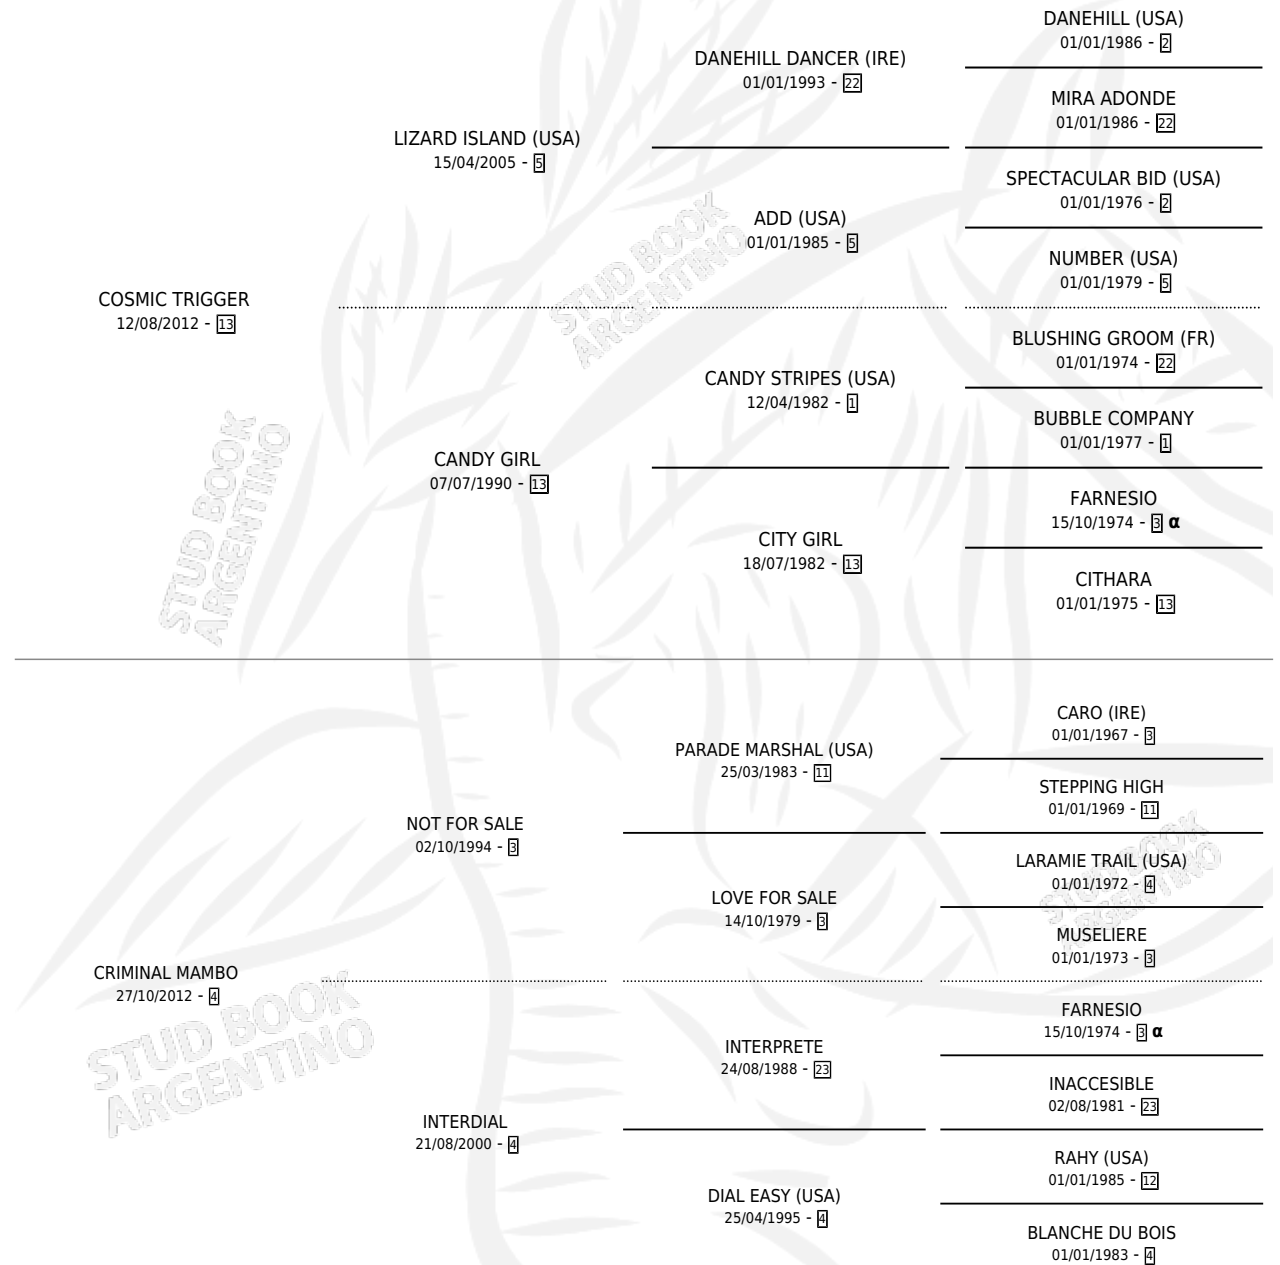 DANEHILL (USA)
01/01/1986 - 2
DANEHILL DANCER (IRE)
01/01/1993 - 22
MIRA ADONDE
01/01/1986 - 22
LIZARD ISLAND (USA)
15/04/2005 - 5
SPECTACULAR BID (USA)
01/01/1976 - 2
ADD (USA)
01/01/1985 - 5
NUMBER (USA)
01/01/1979 - 5
COSMIC TRIGGER
12/08/2012 - 13
BLUSHING GROOM (FR)
01/01/1974 - 22
CANDY STRIPES (USA)
12/04/1982 - 1
BUBBLE COMPANY
01/01/1977 - 1
CANDY GIRL
07/07/1990 - 13
FARNESIO
15/10/1974 - 3 α
CITY GIRL
18/07/1982 - 13
CITHARA
01/01/1975 - 13
STUD BOOK
ARGENTINO
STUD BOOK
ARGENTINO
CARO (IRE)
01/01/1967 - 3
PARADE MARSHAL (USA)
25/03/1983 - 11
STEPPING HIGH
01/01/1969 - 11
NOT FOR SALE
02/10/1994 - 3
LARAMIE TRAIL (USA)
01/01/1972 - 4
LOVE FOR SALE
14/10/1979 - 3
MUSELIERE
01/01/1973 - 3
STUD BOOK
ARGENTINO
CRIMINAL MAMBO
27/10/2012 - 4
FARNESIO
15/10/1974 - 3 α
INTERPRETE
24/08/1988 - 23
INACCESIBLE
02/08/1981 - 23
INTERDIAL
21/08/2000 - 4
RAHY (USA)
01/01/1985 - 12
DIAL EASY (USA)
25/04/1995 - 4
BLANCHE DU BOIS
01/01/1983 - 4
STUD BOOK
ARGENTINO